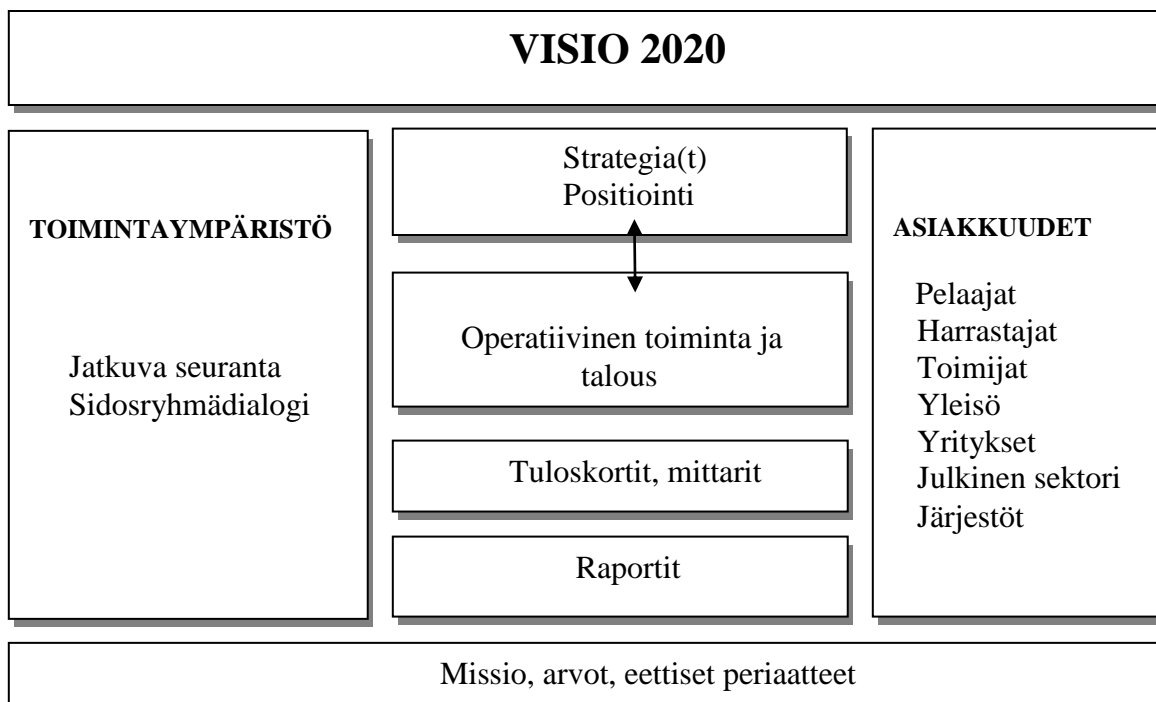 VISIO 2020
TOIMINTAYMPÄRISTÖ
Jatkuva seuranta
Sidosryhmädialogi
Strategia(t)
Positiointi
Operatiivinen toiminta ja
talous
Tuloskortit, mittarit
Raportit
ASIAKKUUDET
Pelaajat
Harrastajat
Toimijat
Yleisö
Yritykset
Julkinen sektori
Järjestöt
Missio, arvot, eettiset periaatteet